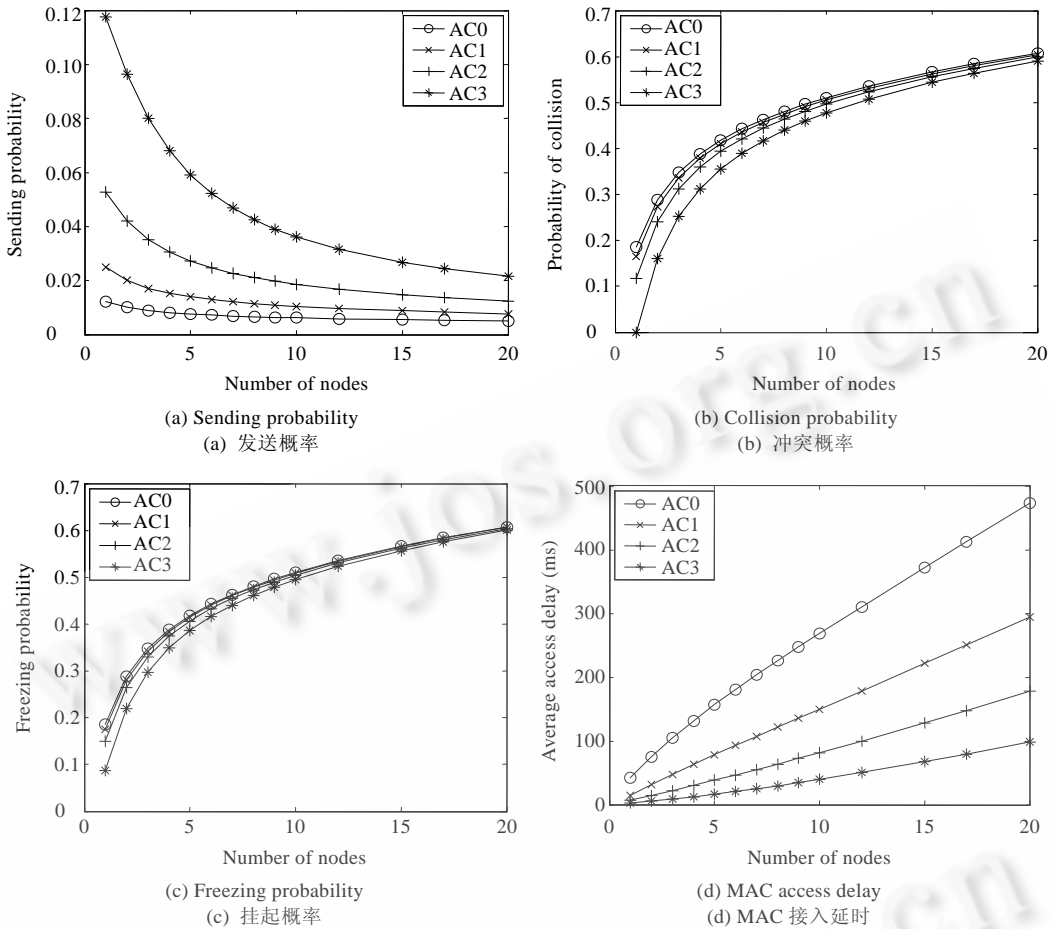 0.12
0.10
0.08
0.06
0.04
0.02
0
Sending probability
AC0
AC1
AC2
AC3
0 5 10 15 20
Number of nodes
(a) Sending probability
(a) 发送概率
0.7
0.6
0.5
0.4
0.3
0.2
0.1
0
Probability of collision
AC0
AC1
AC2
AC3
0 5 10 15 20
Number of nodes
(b) Collision probability
(b) 冲突概率
0.7
0.6
0.5
0.4
0.3
0.2
0.1
0
Freezing probability
AC0
AC1
AC2
AC3
0 5 10 15 20
Number of nodes
(c) Freezing probability
(c) 挂起概率
500
400
300
200
100
0
Average access delay (ms)
AC0
AC1
AC2
AC3
0 5 10 15 20
Number of nodes
(d) MAC access delay
(d) MAC 接入延时
www.jos.org.cn